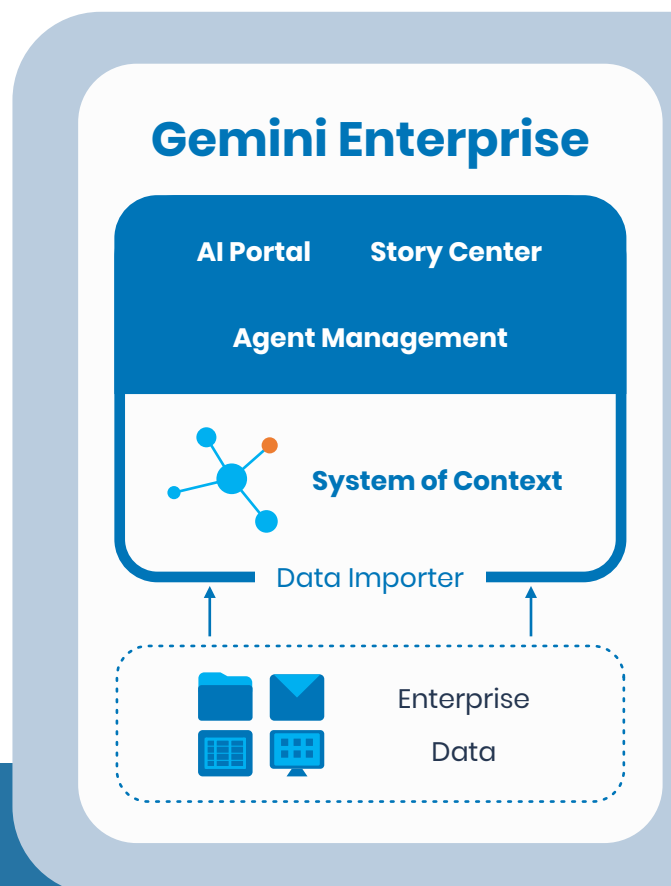 Gemini Enterprise
AI Portal Story Center
Agent Management
System of Context
Data Importer
Enterprise
Data